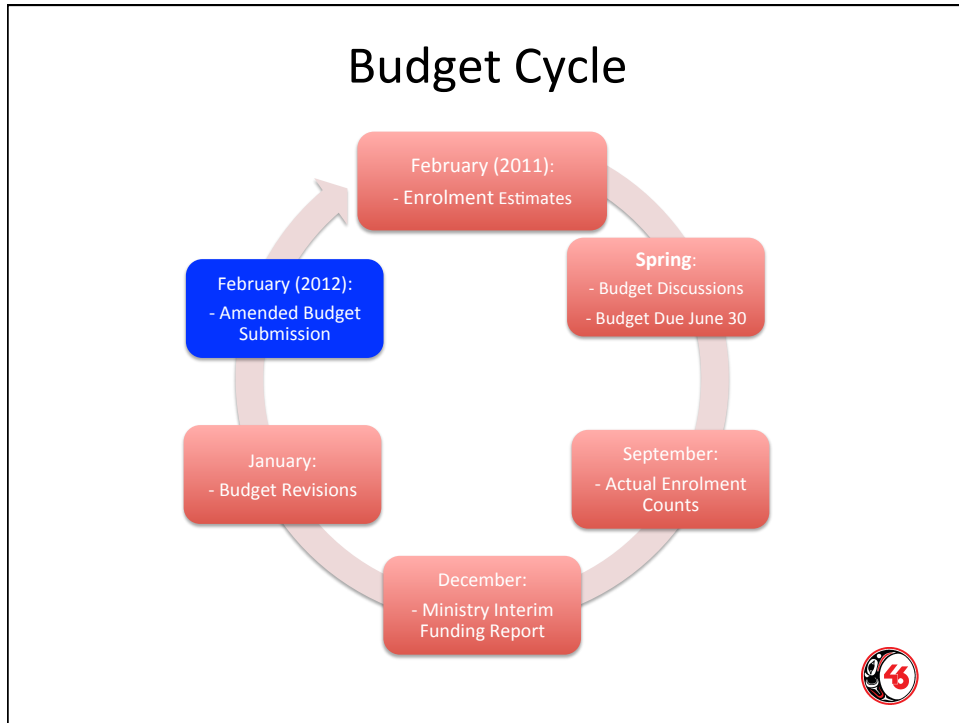 Budget Cycle
February (2011):
- Enrolment Estimates
Spring:
- Budget Discussions
- Budget Due June 30
September:
- Actual Enrolment
Counts
December:
- Ministry Interim
Funding Report
January:
- Budget Revisions
February (2012):
- Amended Budget
Submission
46